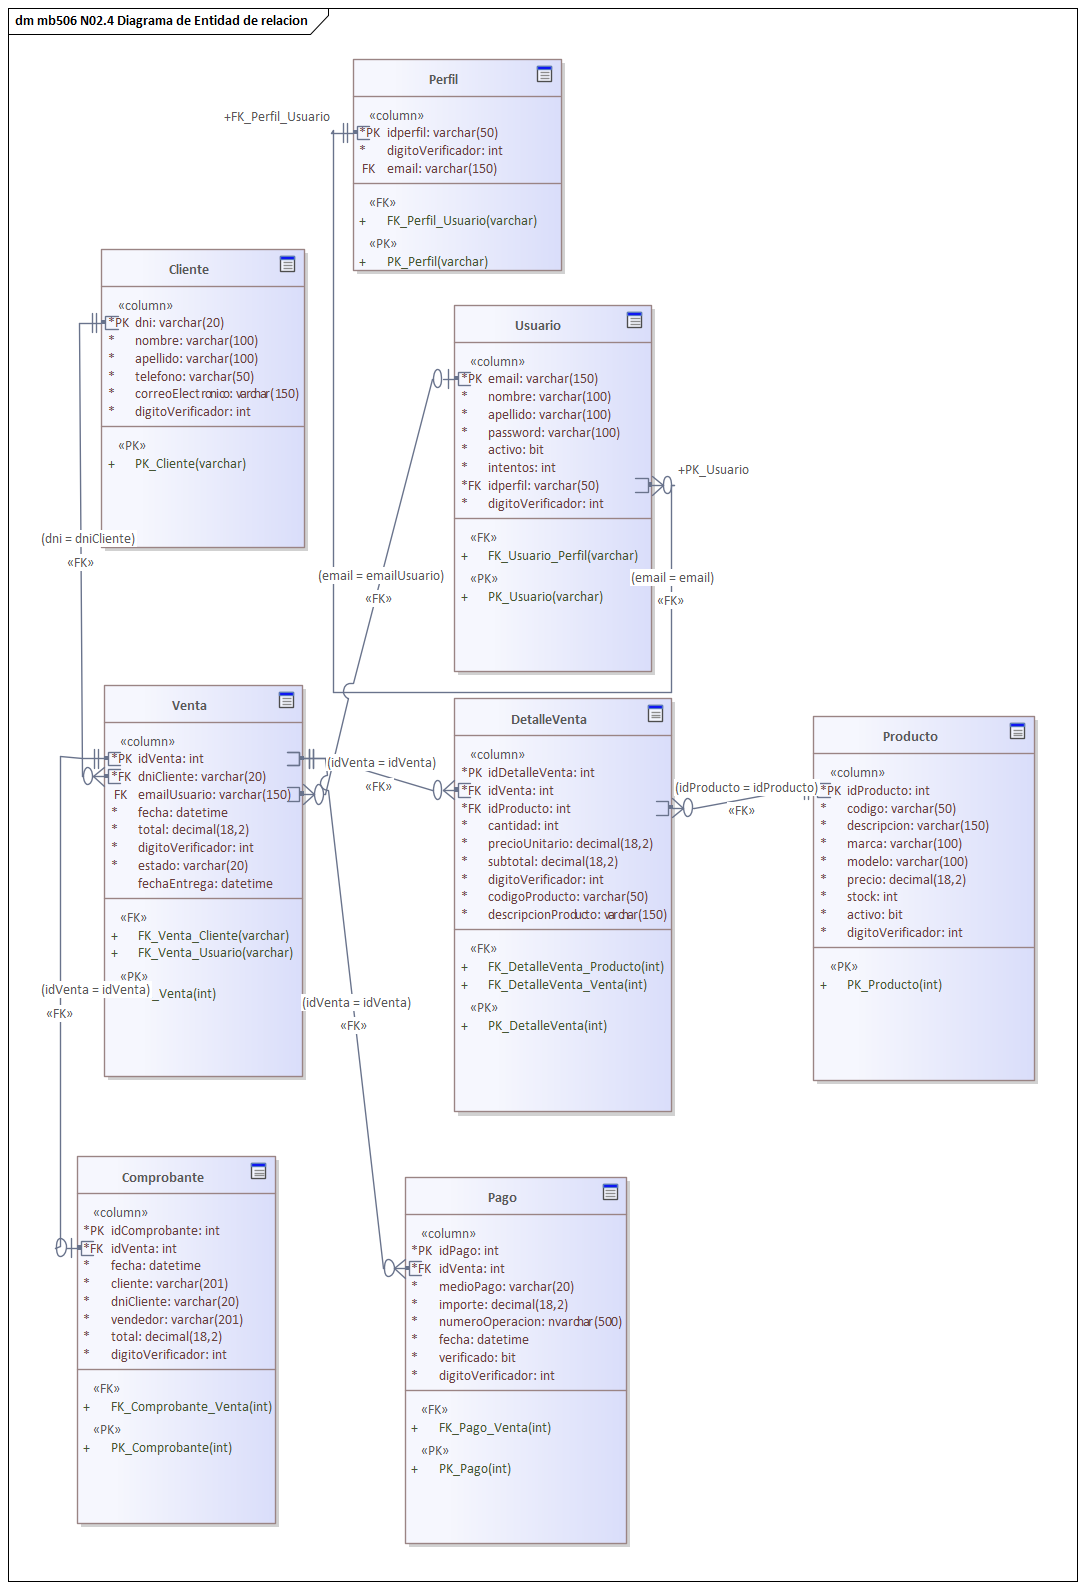 dm mb506 N02.4 Diagrama de Entidad de relacion
Perfil
«column»
*PK idperfil: varchar(50)
* digitoVerificador: int
FK email: varchar(150)
«FK»
+ FK_Perfil_Usuario(varchar)
«PK»
+ PK_Perfil(varchar)
+FK_Perfil_Usuario
Cliente
«column»
*PK dni: varchar(20)
* nombre: varchar(100)
* apellido: varchar(100)
* telefono: varchar(50)
* correoElectronico: varchar(150)
* digitoVerificador: int
«PK»
+ PK_Cliente(varchar)
(dni = dniCliente)
«FK»
Usuario
«column»
*PK email: varchar(150)
* nombre: varchar(100)
* apellido: varchar(100)
* password: varchar(100)
* activo: bit
* intentos: int
*FK idperfil: varchar(50)
* digitoVerificador: int
«FK»
+ FK_Usuario_Perfil(varchar)
«PK»
+ PK_Usuario(varchar)
+PK_Usuario
(email = emailUsuario)
«FK»
(email = email)
«FK»
Venta
«column»
*PK idVenta: int
*FK dniCliente: varchar(20)
FK emailUsuario: varchar(150)
* fecha: datetime
* total: decimal(18,2)
* digitoVerificador: int
* estado: varchar(20)
fechaEntrega: datetime
«FK»
+ FK_Venta_Cliente(varchar)
+ FK_Venta_Usuario(varchar)
«PK»
_Venta(int)
(idVenta = idVenta)
«FK»
DetalleVenta
«column»
*PK idDetalleVenta: int
*FK idVenta: int
*FK idProducto: int
* cantidad: int
* precioUnitario: decimal(18,2)
* subtotal: decimal(18,2)
* digitoVerificador: int
* codigoProducto: varchar(50)
* descripcionProducto: varchar(150)
«FK»
+ FK_DetalleVenta_Producto(int)
+ FK_DetalleVenta_Venta(int)
«PK»
+ PK_DetalleVenta(int)
(idProducto = idProducto)
«FK»
Producto
«column»
*PK idProducto: int
* codigo: varchar(50)
* descripcion: varchar(150)
* marca: varchar(100)
* modelo: varchar(100)
* precio: decimal(18,2)
* stock: int
* activo: bit
* digitoVerificador: int
«PK»
+ PK_Producto(int)
(idVenta = idVenta)
«FK»
(idVenta = idVenta)
«FK»
Comprobante
«column»
*PK idComprobante: int
*FK idVenta: int
* fecha: datetime
* cliente: varchar(201)
* dniCliente: varchar(20)
* vendedor: varchar(201)
* total: decimal(18,2)
* digitoVerificador: int
«FK»
+ FK_Comprobante_Venta(int)
«PK»
+ PK_Comprobante(int)
Pago
«column»
*PK idPago: int
*FK idVenta: int
* medioPago: varchar(20)
* importe: decimal(18,2)
* numeroOperacion: nvarchar(500)
* fecha: datetime
* verificado: bit
* digitoVerificador: int
«FK»
+ FK_Pago_Venta(int)
«PK»
+ PK_Pago(int)